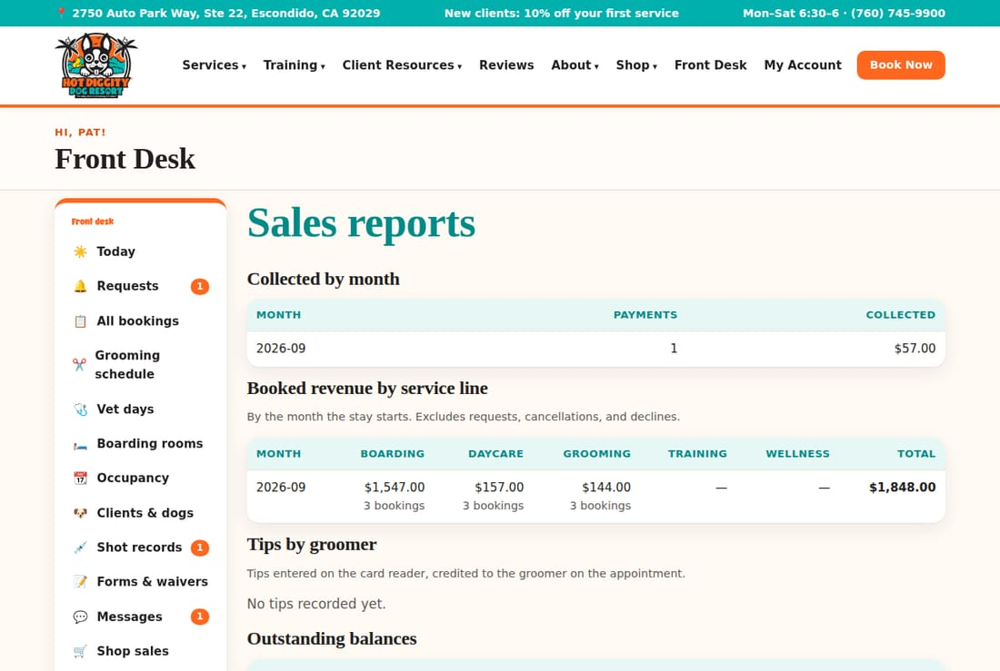 2750 Auto Park Way, Ste 22, Escondido, CA 92029
New clients: 10% off your first service
Mon–Sat 6:30–6 · (760) 745-9900
HOT DIGGITY
DOG RESORT
Services ▾ Training ▾ Client Resources ▾ Reviews About ▾ Shop ▾ Front Desk My Account Book Now
HI, PAT!
Front Desk
Front desk
Today
Requests 1
All bookings
Grooming
schedule
Vet days
Boarding rooms
Occupancy
Clients & dogs
Shot records 1
Forms & waivers
Messages 1
Shop sales
Sales reports
Collected by month
MONTH PAYMENTS COLLECTED
2026-09 1 $57.00
Booked revenue by service line
By the month the stay starts. Excludes requests, cancellations, and declines.
MONTH BOARDING DAYCARE GROOMING TRAINING WELLNESS TOTAL
2026-09 $1,547.00 $157.00 $144.00 — — $1,848.00
3 bookings 3 bookings 3 bookings
Tips by groomer
Tips entered on the card reader, credited to the groomer on the appointment.
No tips recorded yet.
Outstanding balances